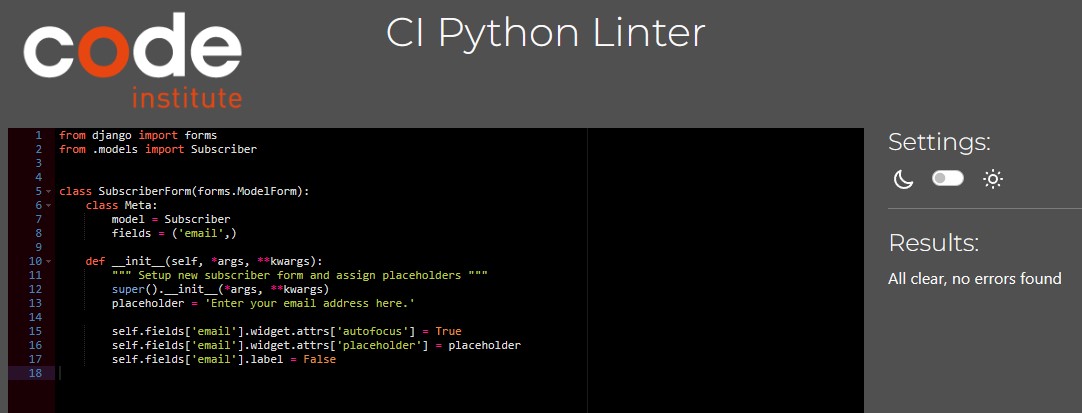 code
institute
CI Python Linter
1 from django import forms
2 from .models import Subscriber
3
4
5 class SubscriberForm(forms.ModelForm):
6     class Meta:
7         model = Subscriber
8         fields = ('email',)
9
10     def __init__(self, *args, **kwargs):
11         """ Setup new subscriber form and assign placeholders """
12         super().__init__(*args, **kwargs)
13         placeholder = 'Enter your email address here.'
14
15         self.fields['email'].widget.attrs['autofocus'] = True
16         self.fields['email'].widget.attrs['placeholder'] = placeholder
17         self.fields['email'].label = False
18
Settings:
Results:
All clear, no errors found